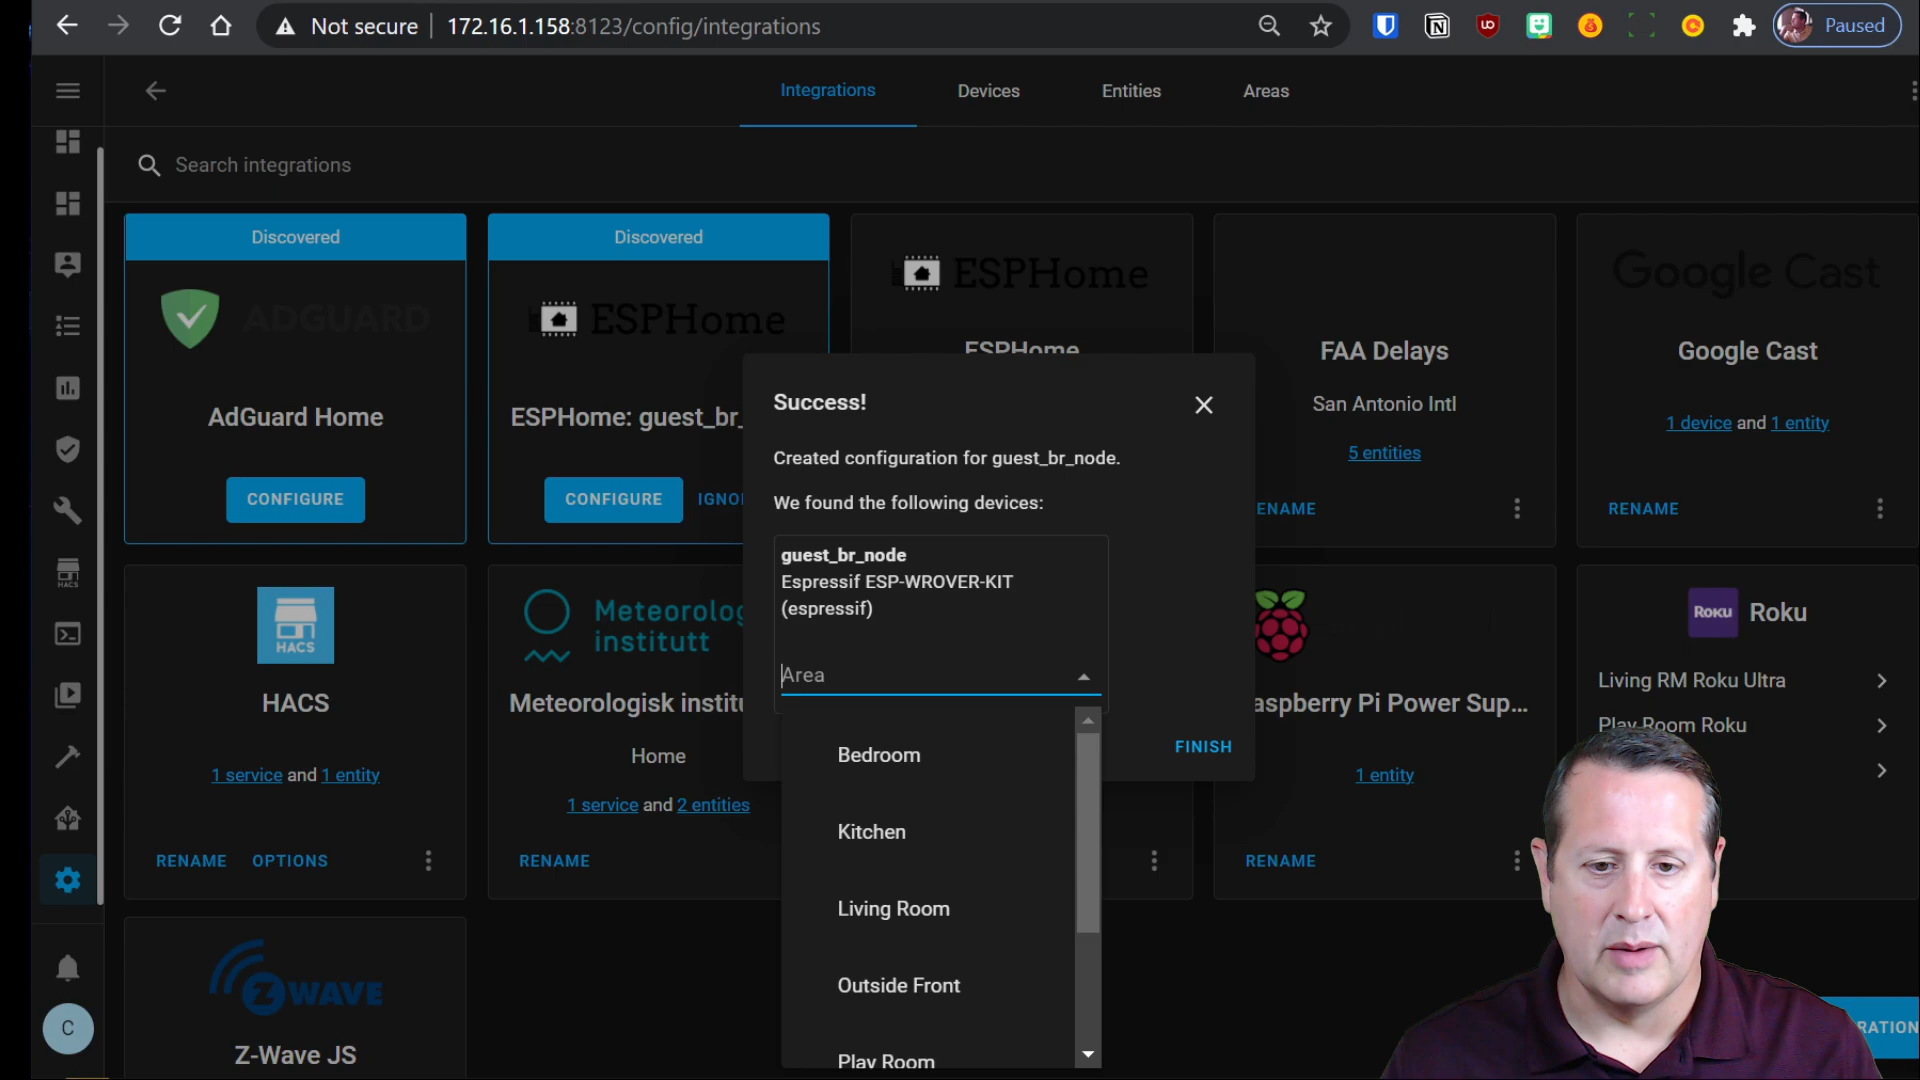 Not secure
172.16.1.158:8123/config/integrations
Paused
Integrations
Devices
Entities
Areas
Search integrations
Discovered
ADGUARD
AdGuard Home
CONFIGURE
Discovered
ESPHome
ESPHome: guest_br_
CONFIGURE
IGNO
ESPHome
ESPHome
FAA Delays
San Antonio Intl
5 entities
ENAME
Google Cast
Google Cast
1 device and 1 entity
RENAME
Success!
Created configuration for guest_br_node.
We found the following devices:
guest_br_node
Espressif ESP-WROVER-KIT
(espressif)
Area
Bedroom
Kitchen
Living Room
Outside Front
Play Room
FINISH
HACS
HACS
HACS
1 service and 1 entity
RENAME
OPTIONS
Meteorolog
institutt
Meteorologisk institu
Home
1 service and 2 entities
RENAME
aspberry Pi Power Sup...
1 entity
RENAME
ROKU
Roku
Living RM Roku Ultra
Play Room Roku
Z WAVE
Z-Wave JS
C
RATION